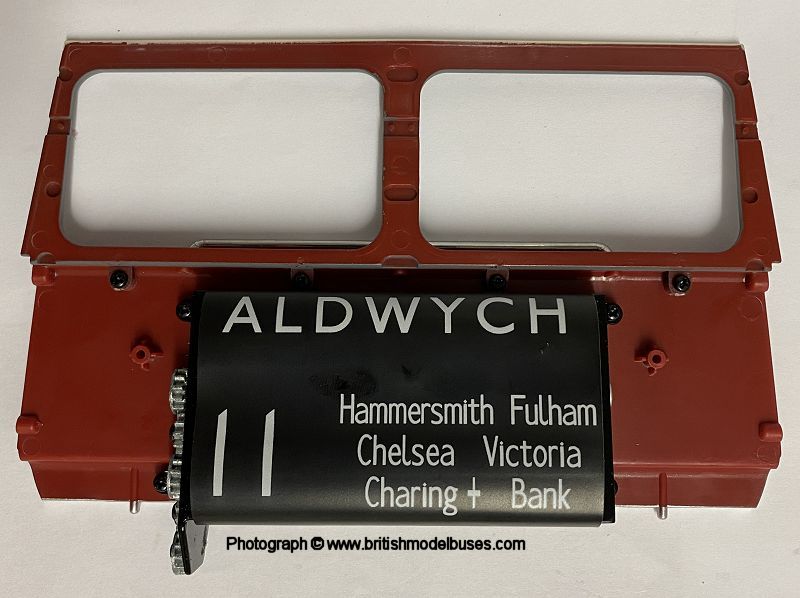 ALDWYCH
11
Hammersmith Fulham
Chelsea Victoria
Charing ┼ Bank
Photograph © www.britishmodelbuses.com